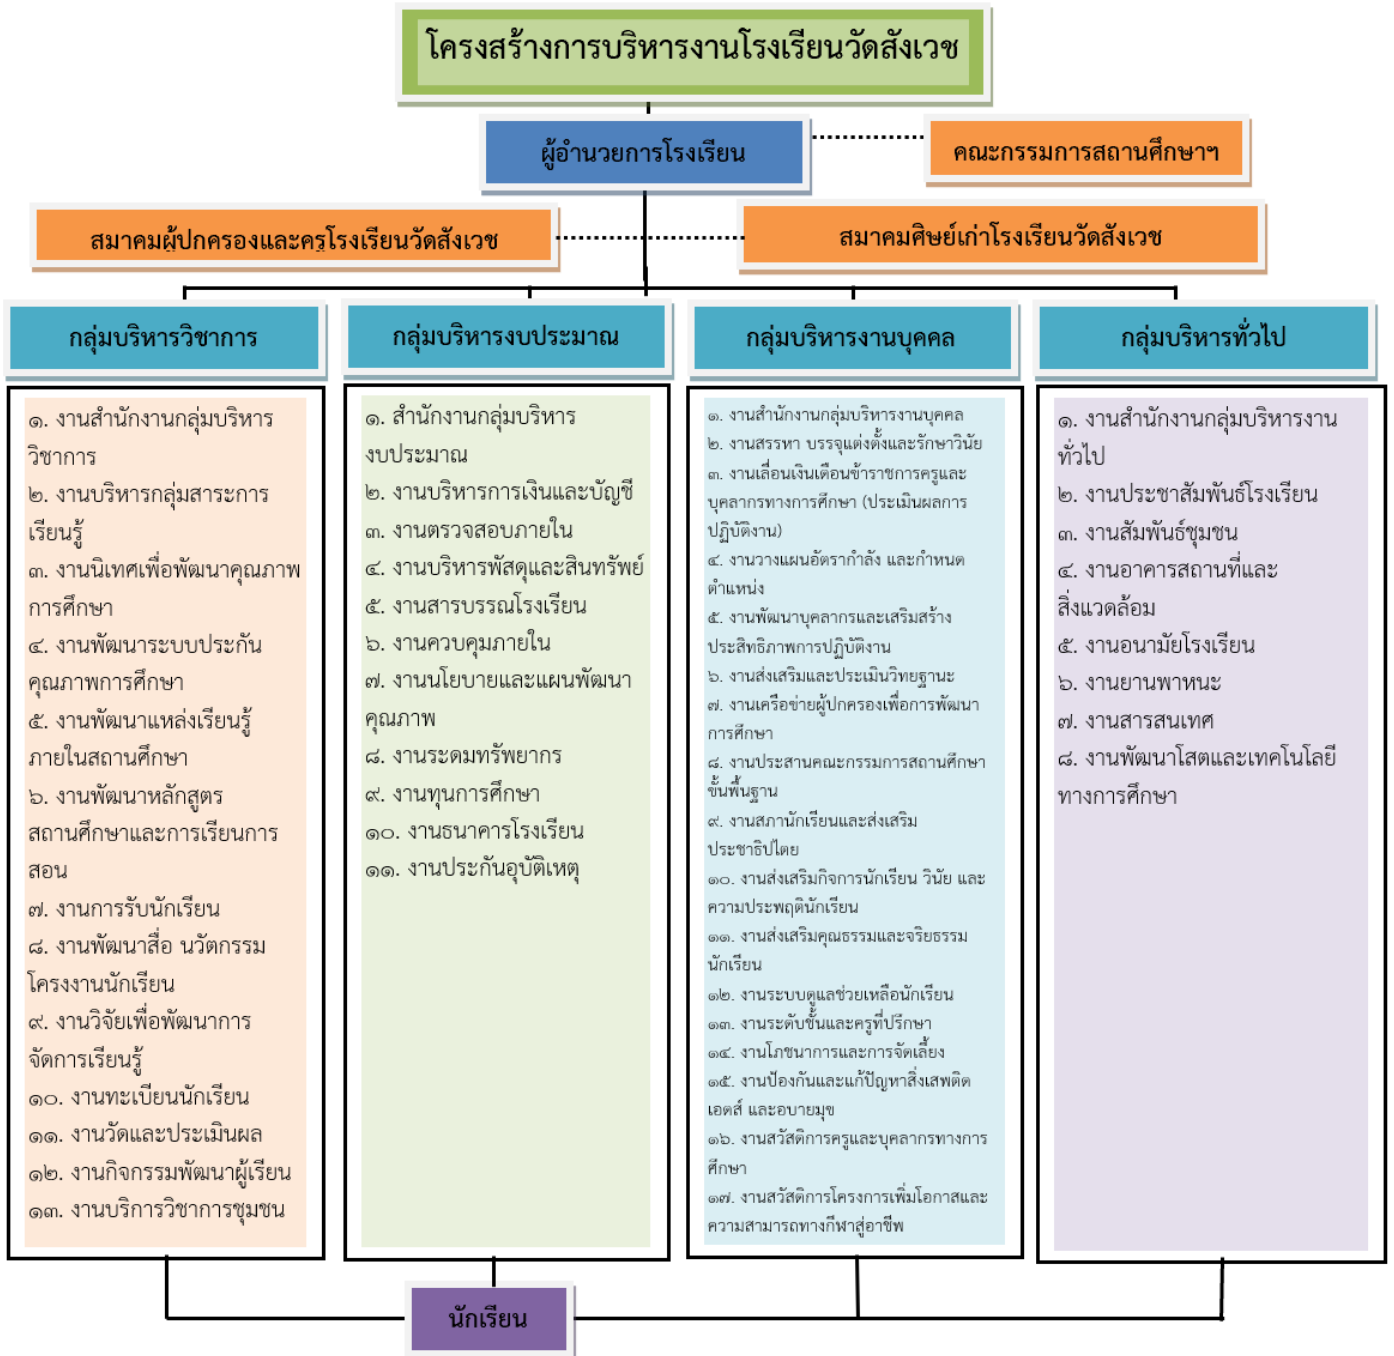 โครงสร้างการบริหารงานโรงเรียนวัดสังเวช
ผู้อำนวยการโรงเรียน
คณะกรรมการสถานศึกษาฯ
สมาคมผู้ปกครองและครูโรงเรียนวัดสังเวช
สมาคมศิษย์เก่าโรงเรียนวัดสังเวช
กลุ่มบริหารวิชาการ
๑. งานสำนักงานกลุ่มบริหาร
วิชาการ
๒. งานบริหารกลุ่มสาระการ
เรียนรู้
๓. งานนิเทศเพื่อพัฒนาคุณภาพ
การศึกษา
๔. งานพัฒนาระบบประกัน
คุณภาพการศึกษา
๕. งานพัฒนาแหล่งเรียนรู้
ภายในสถานศึกษา
๖. งานพัฒนาหลักสูตร
สถานศึกษาและการเรียนการ
สอน
๗. งานการรับนักเรียน
๘. งานพัฒนาสื่อ นวัตกรรม
โครงงานนักเรียน
๙. งานวิจัยเพื่อพัฒนาการ
จัดการเรียนรู้
๑๐. งานทะเบียนนักเรียน
๑๑. งานวัดและประเมินผล
๑๒. งานกิจกรรมพัฒนาผู้เรียน
๑๓. งานบริการวิชาการชุมชน
กลุ่มบริหารงบประมาณ
๑. สำนักงานกลุ่มบริหาร
งบประมาณ
๒. งานบริหารการเงินและบัญชี
๓. งานตรวจสอบภายใน
๔. งานบริหารพัสดุและสินทรัพย์
๕. งานสารบรรณโรงเรียน
๖. งานควบคุมภายใน
๗. งานนโยบายและแผนพัฒนา
คุณภาพ
๘. งานระดมทรัพยากร
๙. งานทุนการศึกษา
๑๐. งานธนาคารโรงเรียน
๑๑. งานประกันอุบัติเหตุ
กลุ่มบริหารงานบุคคล
๑. งานสำนักงานกลุ่มบริหารงานบุคคล
๒. งานสรรหา บรรจุแต่งตั้งและรักษาวินัย
๓. งานเลื่อนเงินเดือนข้าราชการครูและ
บุคลากรทางการศึกษา (ประเมินผลการ
ปฏิบัติงาน)
๔. งานวางแผนอัตรากำลัง และกำหนด
ตำแหน่ง
๕. งานพัฒนาบุคลากรและเสริมสร้าง
ประสิทธิภาพการปฏิบัติงาน
๖. งานส่งเสริมและประเมินวิทยฐานะ
๗. งานเครือข่ายผู้ปกครองเพื่อการพัฒนา
การศึกษา
๘. งานประสานคณะกรรมการสถานศึกษา
ขั้นพื้นฐาน
๙. งานสภานักเรียนและส่งเสริม
ประชาธิปไตย
๑๐. งานส่งเสริมกิจการนักเรียน วินัย และ
ความประพฤตินักเรียน
๑๑. งานส่งเสริมคุณธรรมและจริยธรรม
นักเรียน
๑๒. งานระบบดูแลช่วยเหลือนักเรียน
๑๓. งานระดับชั้นและครูที่ปรึกษา
๑๔. งานโภชนาการและการจัดเลี้ยง
๑๕. งานป้องกันและแก้ปัญหาสิ่งเสพติด
เอดส์ และอบายมุข
๑๖. งานสวัสดิการครูและบุคลากรทางการ
ศึกษา
๑๗. งานสวัสดิการโครงการเพิ่มโอกาสและ
ความสามารถทางกีฬาสู่อาชีพ
กลุ่มบริหารทั่วไป
๑. งานสำนักงานกลุ่มบริหารงาน
ทั่วไป
๒. งานประชาสัมพันธ์โรงเรียน
๓. งานสัมพันธ์ชุมชน
๔. งานอาคารสถานที่และ
สิ่งแวดล้อม
๕. งานอนามัยโรงเรียน
๖. งานยานพาหนะ
๗. งานสารสนเทศ
๘. งานพัฒนาโสตและเทคโนโลยี
ทางการศึกษา
นักเรียน